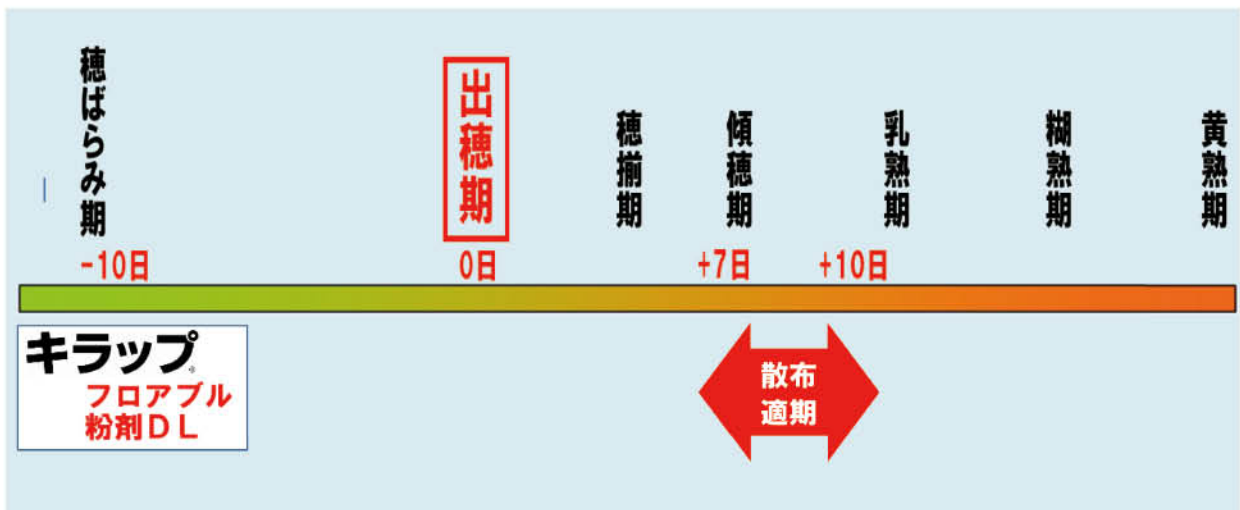 穂ばらみ期
出穂期
穂揃期
傾穂期
乳熟期
糊熟期
黄熟期
-10日
0日
+7日
+10日
キラップ®
フロアブル
粉剤DL
散布
適期